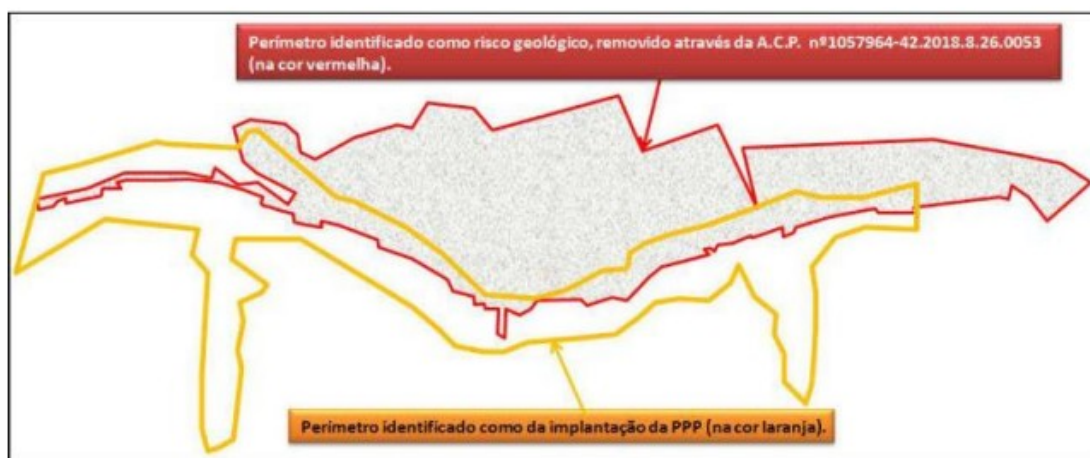 Perímetro identificado como risco geológico, removido através da A.C.P. nº1057964-42.2018.8.26.0053
(na cor vermelha).
Perímetro identificado como da implantação da PPP (na cor laranja).